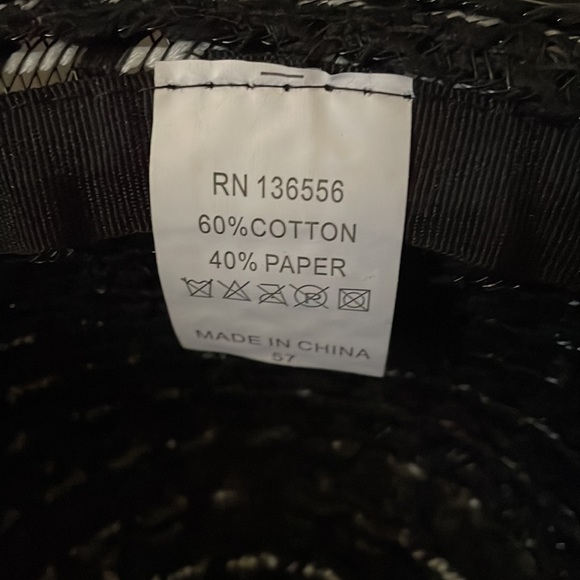 RN 136556
60%COTTON
40% PAPER
MADE IN CHINA
57